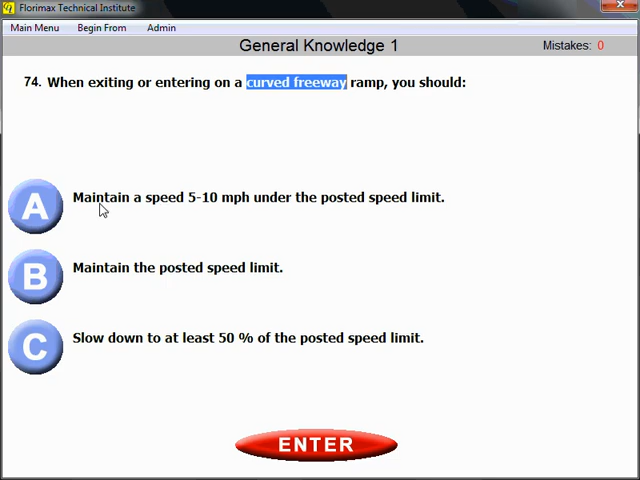 Florimax Technical Institute
Main Menu Begin From Admin
General Knowledge 1 Mistakes: 0
74. When exiting or entering on a curved freeway ramp, you should:
A Maintain a speed 5-10 mph under the posted speed limit.
B Maintain the posted speed limit.
C Slow down to at least 50 % of the posted speed limit.
ENTER